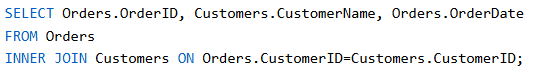 SELECT Orders.OrderID, Customers.CustomerName, Orders.OrderDate
FROM Orders
INNER JOIN Customers ON Orders.CustomerID=Customers.CustomerID;